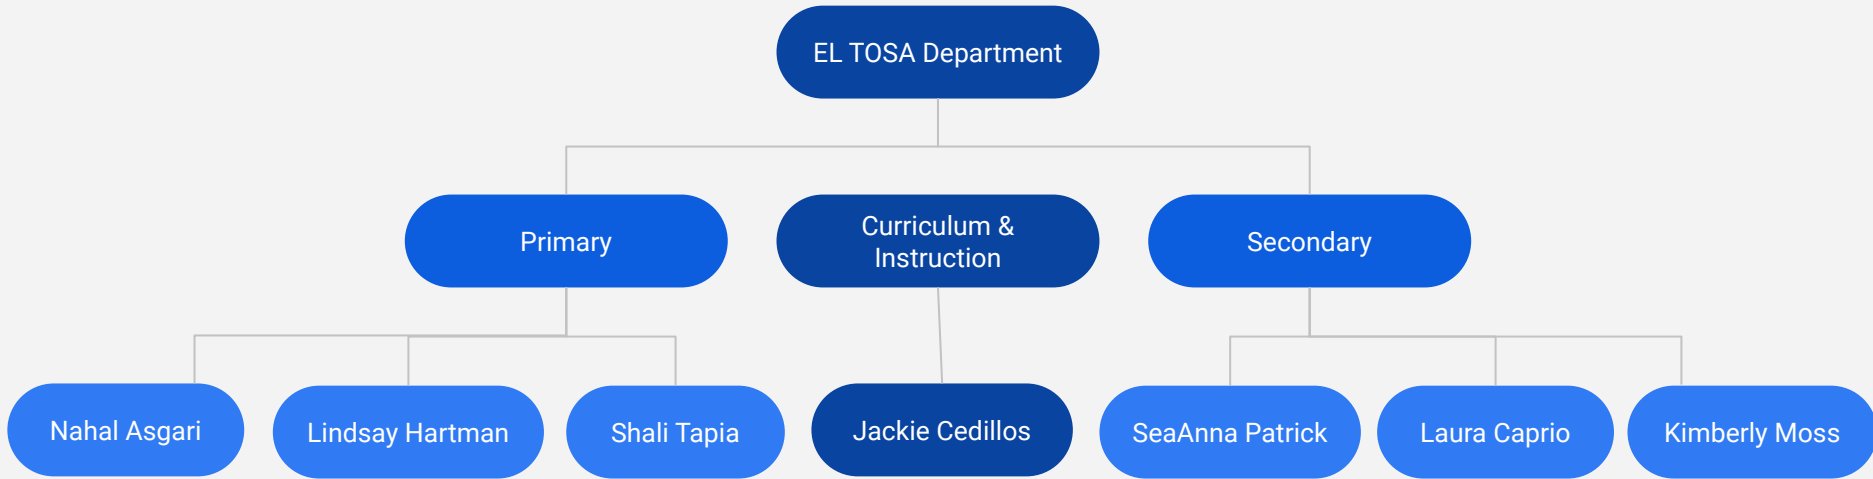 EL TOSA Department
Primary
Curriculum &
Instruction
Secondary
Nahal Asgari
Lindsay Hartman
Shali Tapia
Jackie Cedillos
SeaAnna Patrick
Laura Caprio
Kimberly Moss